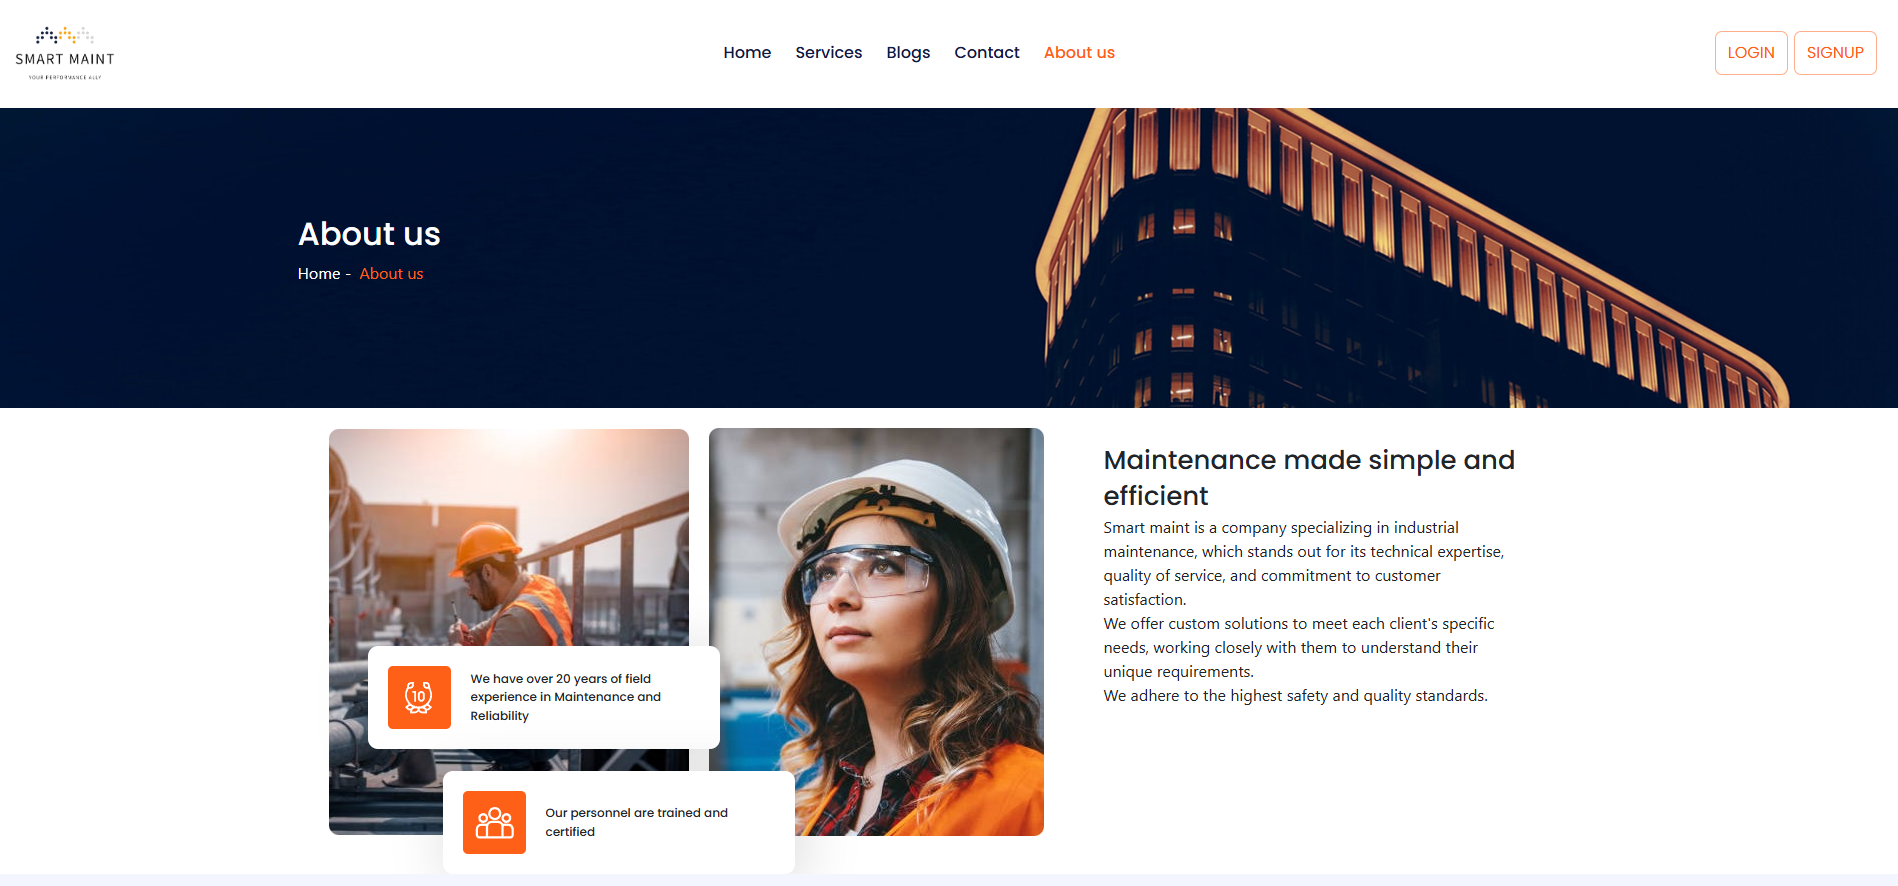 SMART MAINT
YOUR PERFORMANCE ALLY
Home Services Blogs Contact About us
LOGIN SIGNUP
About us
Home - About us
Maintenance made simple and
efficient
Smart maint is a company specializing in industrial
maintenance, which stands out for its technical expertise,
quality of service, and commitment to customer
satisfaction.
We offer custom solutions to meet each client's specific
needs, working closely with them to understand their
unique requirements.
We adhere to the highest safety and quality standards.
10
We have over 20 years of field
experience in Maintenance and
Reliability
Our personnel are trained and
certified